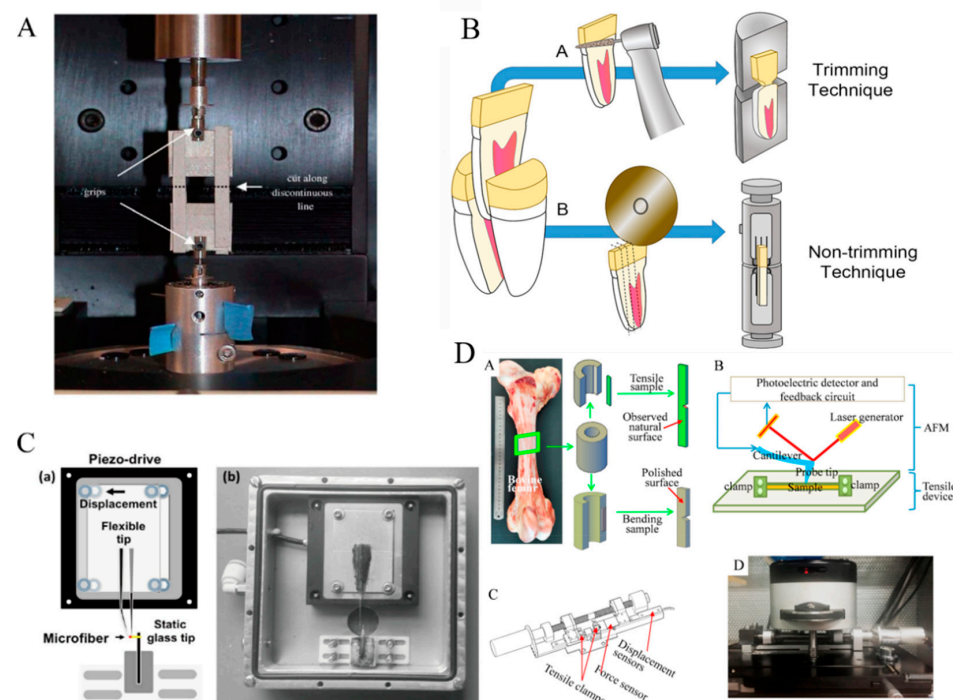 A
grips
cut along
discontinuous
line
B
A
Trimming
Technique
B
Non-trimming
Technique
C
(a)
Piezo-drive
Displacement
Flexible
tip
Microfiber
Static
glass tip
(b)
D
A
Bovine
femur
Tensile
sample
Observed
natural
surface
Polished
surface
Bending
sample
B
Photoelectric detector and
feedback circuit
Laser generator
Cantilever
Probe tip
clamp
Sample
clamp
AFM
Tensile
device
C
Displacement
sensors
Force sensor
Tensile clamps
D